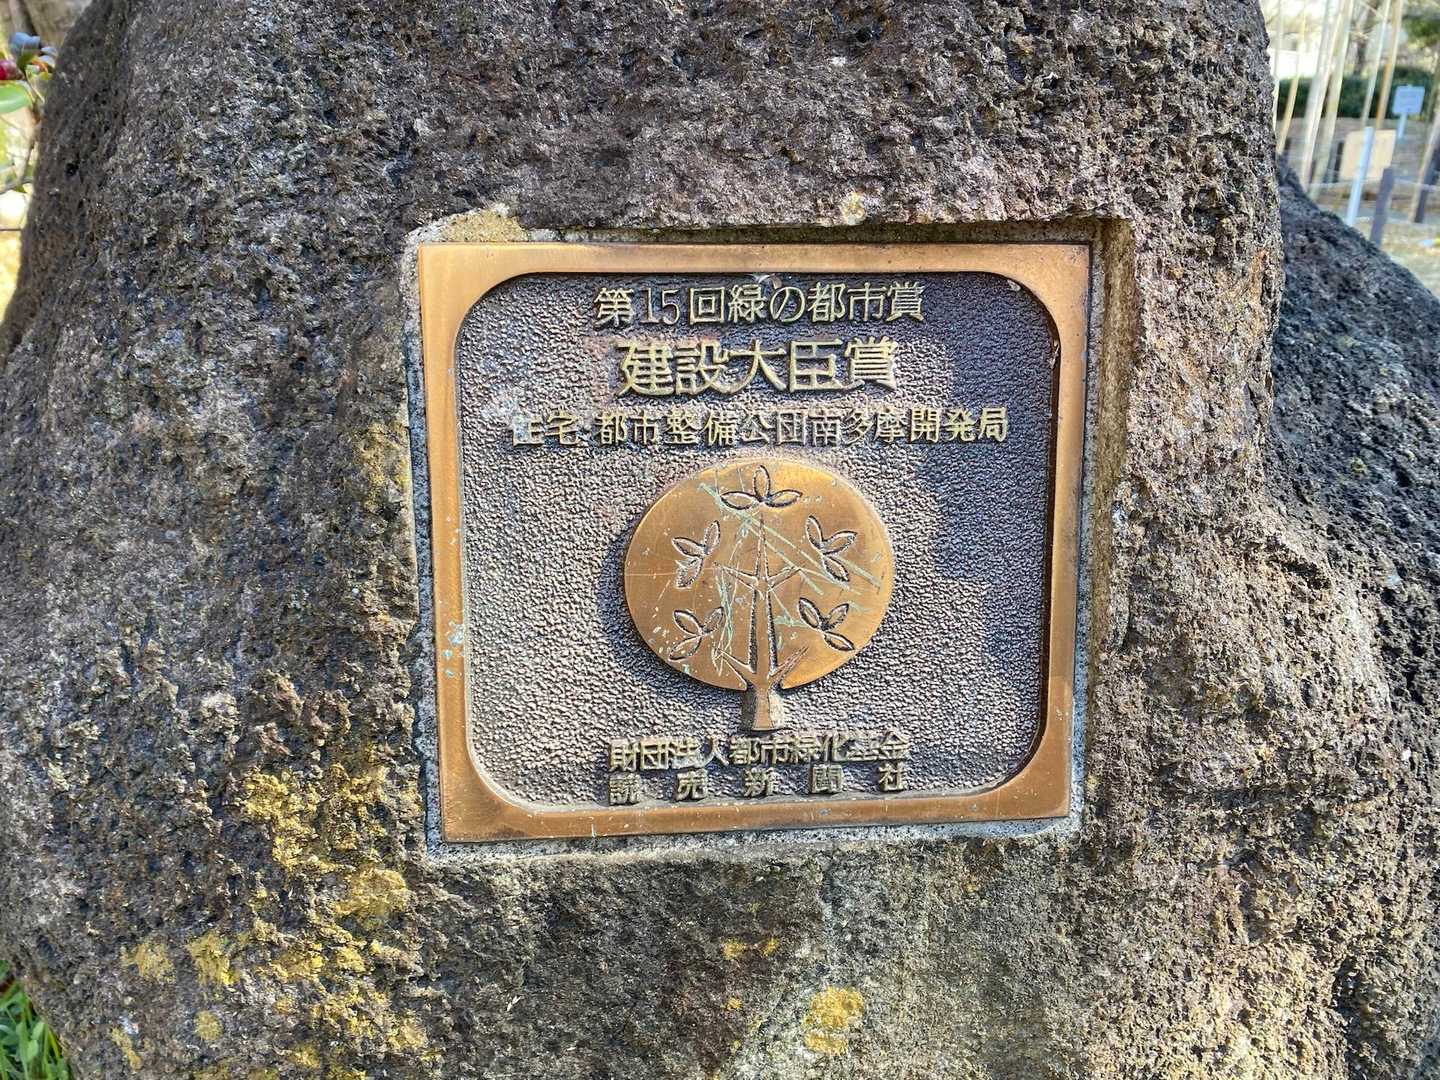 第15回緑の都市賞
建設大臣賞
住宅・都市整備公団南多摩開発局
財団法人都市緑化基金
読売新聞社